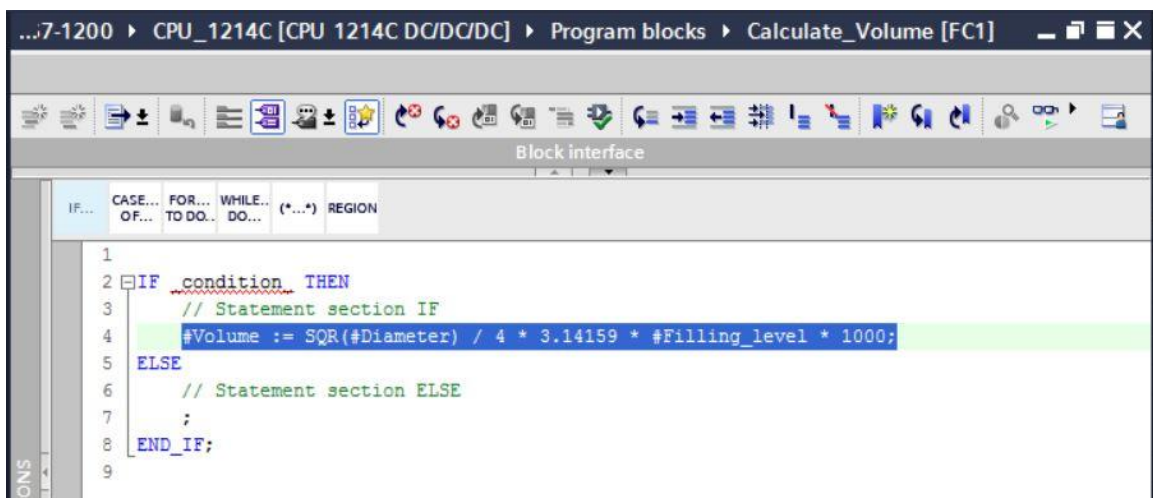 ...7-1200 ▸ CPU_1214C [CPU 1214C DC/DC/DC] ▸ Program blocks ▸ Calculate_Volume [FC1]
Block interface
IF... CASE... FOR... WHILE.. (*...*) REGION
OF... TO DO.. DO...
1
2 IF _condition_ THEN
3 // Statement section IF
4 #Volume := SQR(#Diameter) / 4 * 3.14159 * #Filling_level * 1000;
5 ELSE
6 // Statement section ELSE
7 ;
8 END_IF;
9
ONS